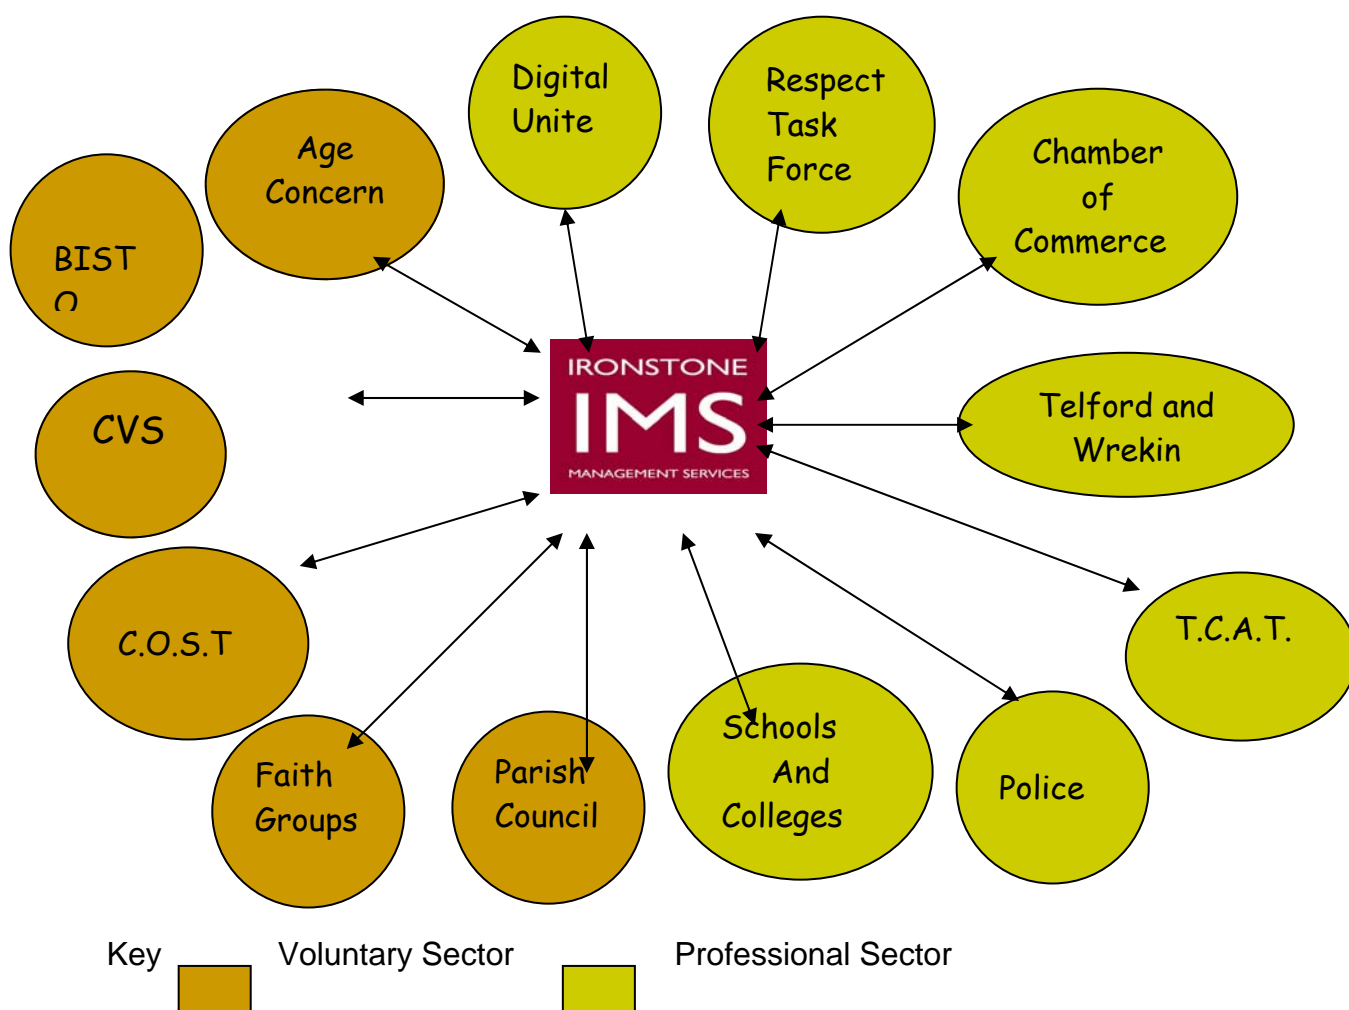 Digital
Unite
Respect
Task
Force
Age
Concern
Chamber
of
Commerce
BIST
O
IRONSTONE
IMS
MANAGEMENT SERVICES
Telford and
Wrekin
CVS
C.O.S.T
T.C.A.T.
Schools
And
Colleges
Faith
Groups
Parish
Council
Police
Key
Voluntary Sector
Professional Sector